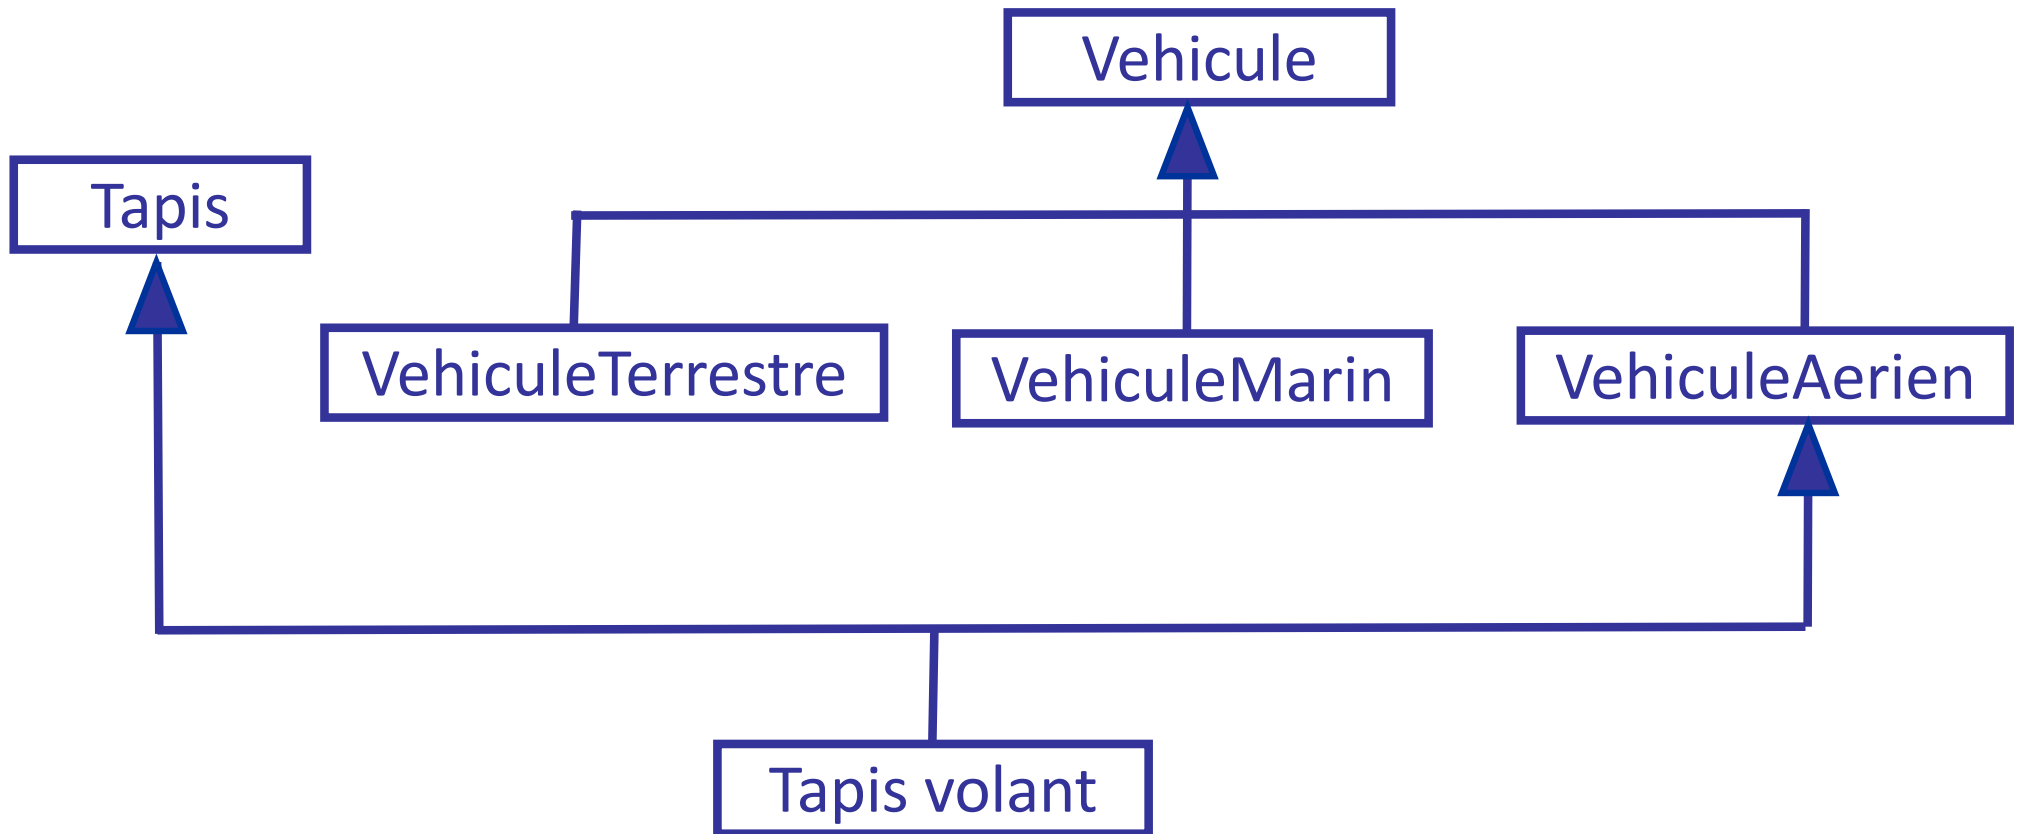 Vehicule
Tapis
VehiculeTerrestre
VehiculeMarin
VehiculeAerien
Tapis volant